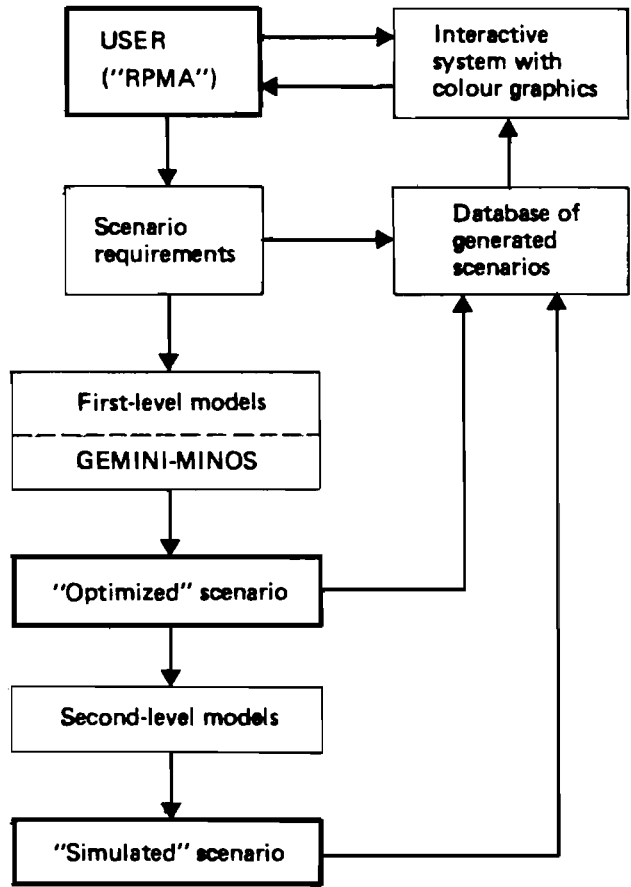 USER
("RPMA")
Interactive
system with
colour graphics
Scenario
requirements
Database of
generated
scenarios
First-level models
GEMINI-MINOS
"Optimized" scenario
Second-level models
"Simulated" scenario